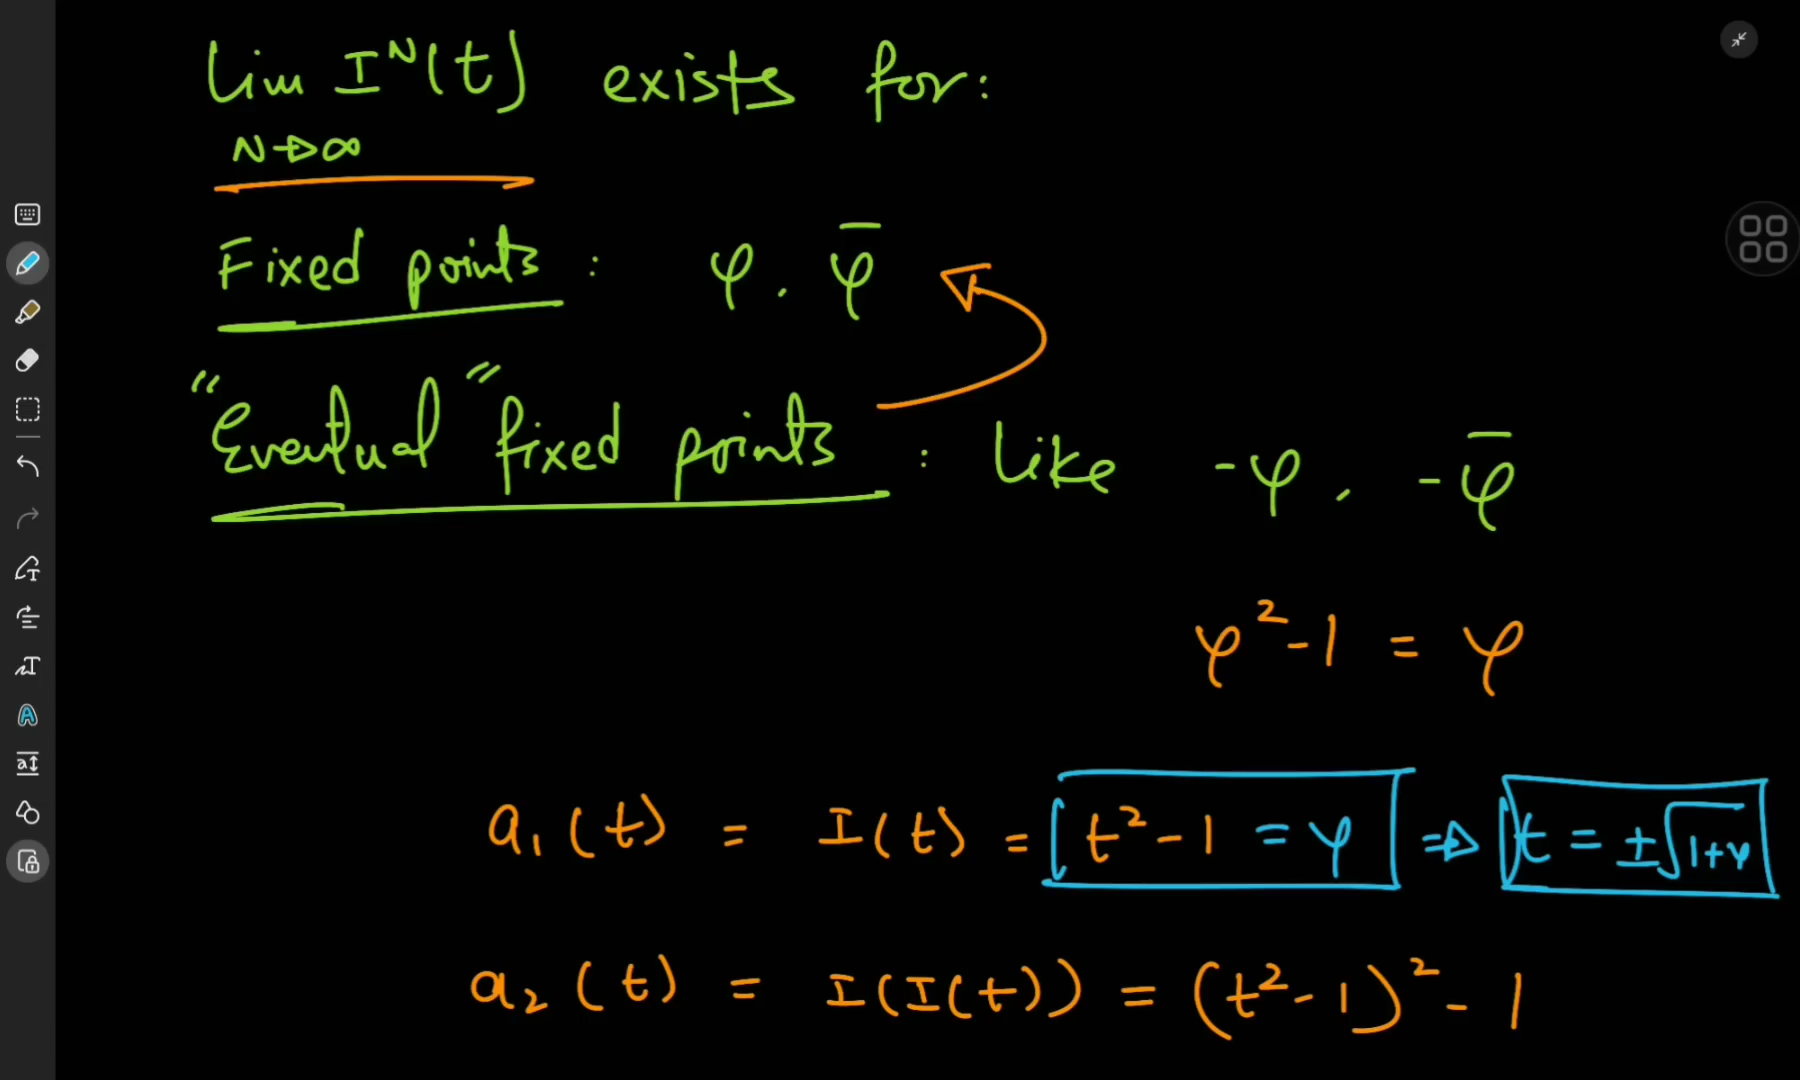 lim I^N(t) exists for:
N→∞
Fixed points : φ, φ̄
"Eventual" fixed points : like -φ, -φ̄
φ² - 1 = φ
a₁(t) = I(t) = t² - 1 = φ ⇒ t = ±√(1+φ)
a₂(t) = I(I(t)) = (t² - 1)² - 1